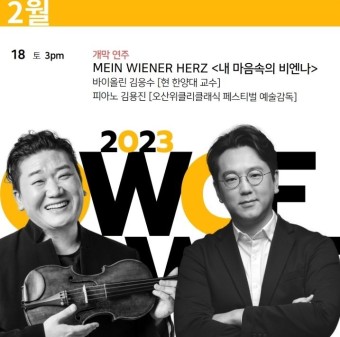 2월
18 토 3pm
개막 연주
MEIN WIENER HERZ <내 마음속의 비엔나>
바이올린 김응수 [현 한양대 교수]
피아노 김용진 [오산위클리클래식 페스티벌 예술감독]
2023
OWCF